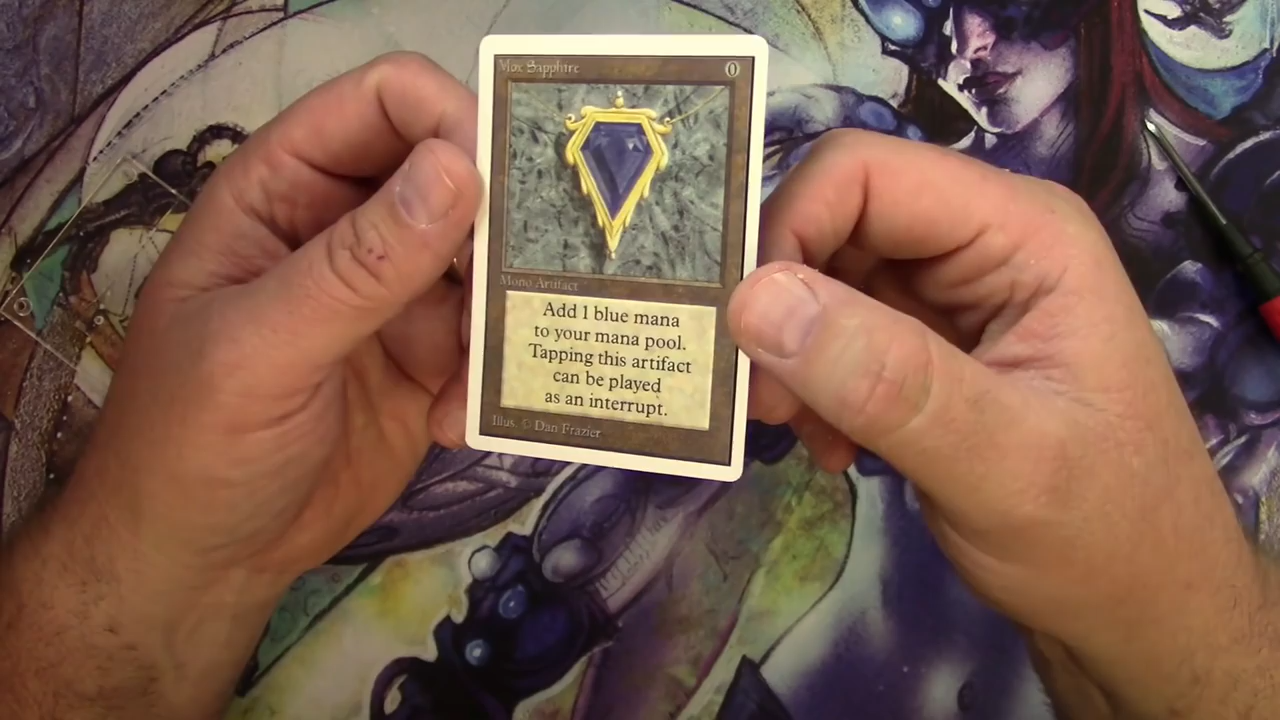 Mox Sapphire 0
Mono Artifact
Add 1 blue mana
to your mana pool.
Tapping this artifact
can be played
as an interrupt.
Illus. © Dan Frazier